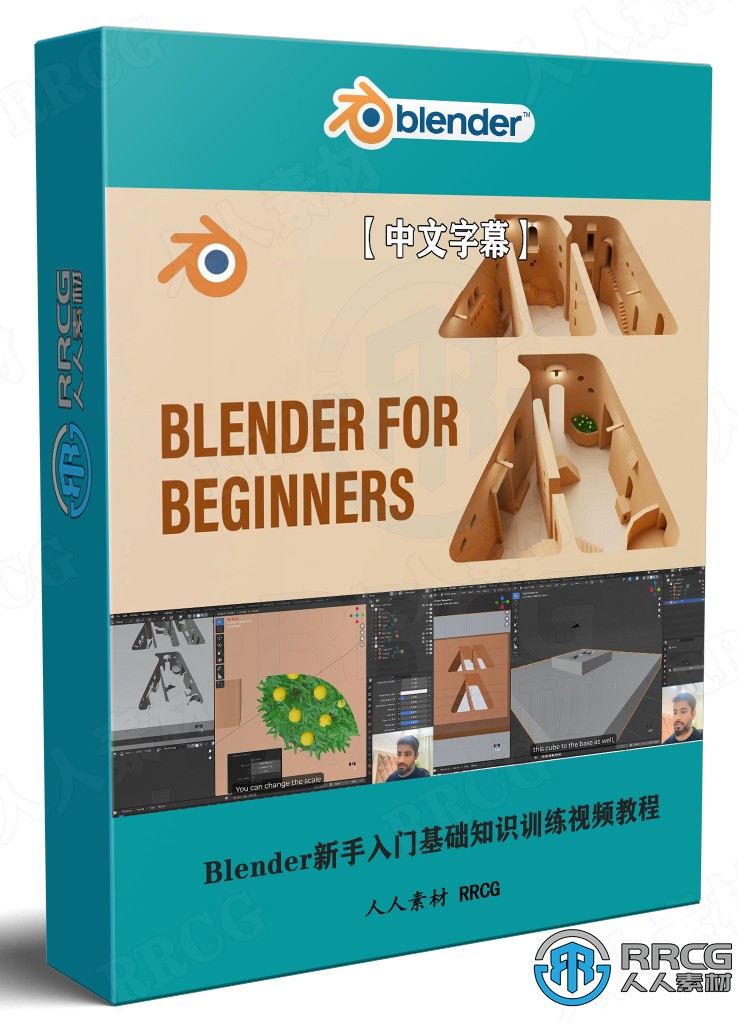 blender™
【中文字幕】
BLENDER FOR
BEGINNERS
RRCG
人人素材
You can change the scale
this cube to the base as well,
Blender新手入门基础知识训练视频教程
人人素材 RRCG
RRCG
人人素材